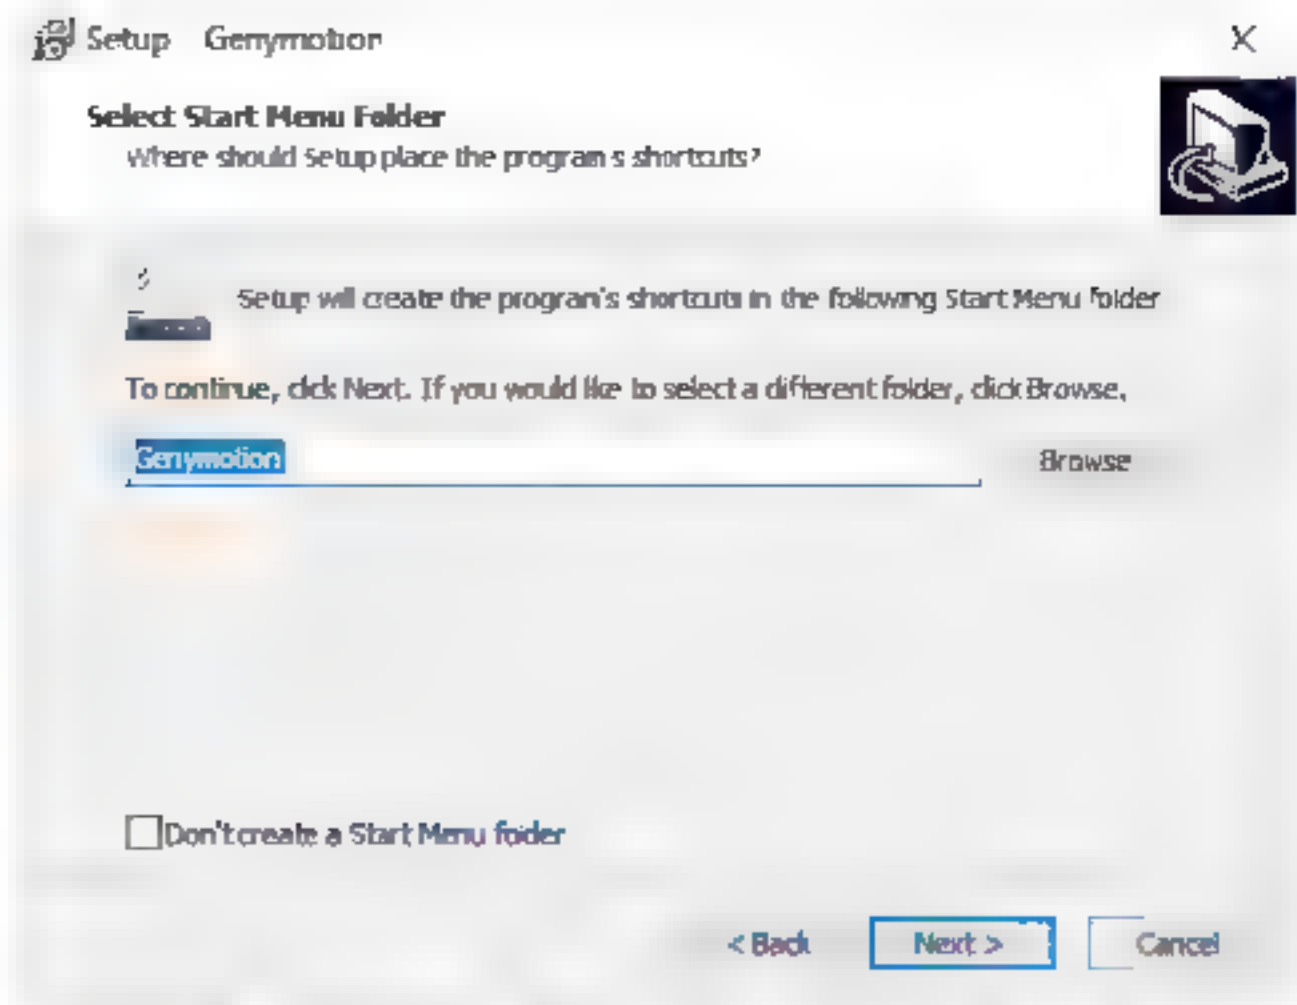 Setup Genymotion
Select Start Menu Folder
Where should Setup place the program's shortcuts?
Setup will create the program's shortcuts in the following Start Menu folder
To continue, click Next. If you would like to select a different folder, click Browse.
Genymotion
Browse
Don't create a Start Menu folder
< Back
Next >
Cancel